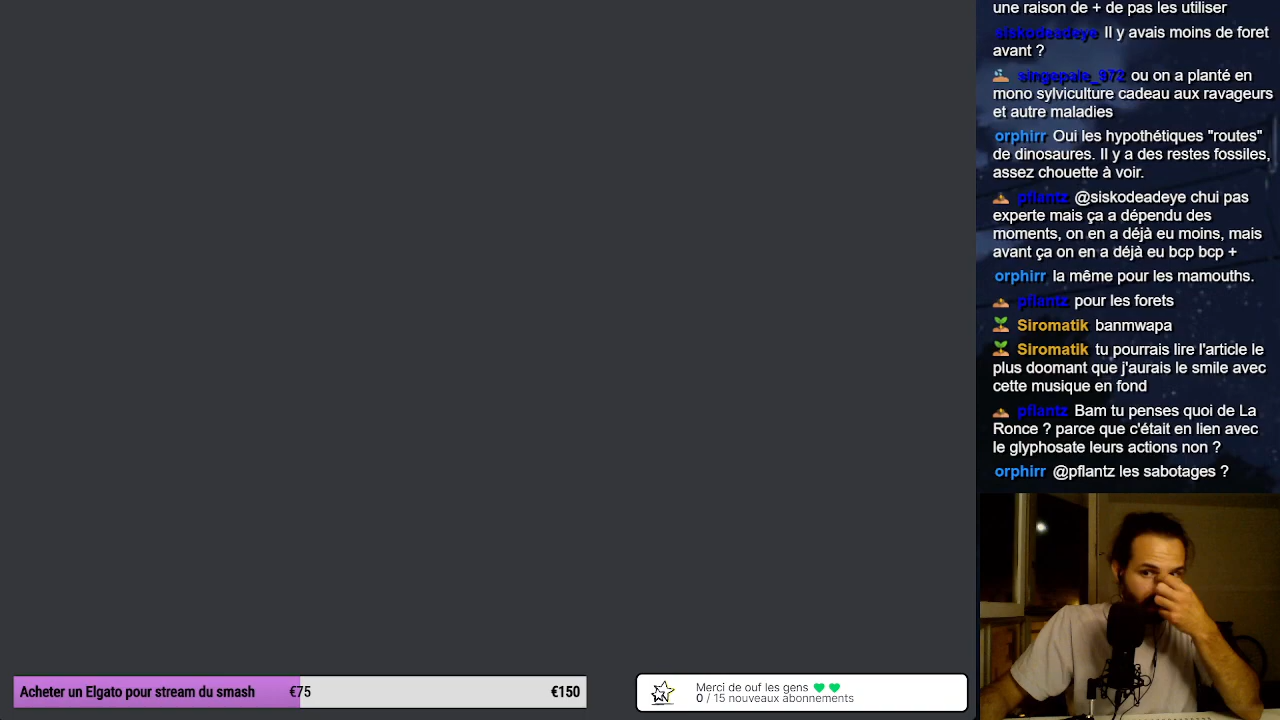 une raison de + de pas les utiliser
siskodeadeye Il y avais moins de foret
avant ?
singepale_972 ou on a planté en
mono sylviculture cadeau aux ravageurs
et autre maladies
orphirr Oui les hypothétiques "routes"
de dinosaures. Il y a des restes fossiles,
assez chouette à voir.
pflantz @siskodeadeye chui pas
experte mais ça a dépendu des
moments, on en a déjà eu moins, mais
avant ça on en a déjà eu bcp bcp +
orphirr la même pour les mamouths.
pflantz pour les forets
Siromatik banmwapa
Siromatik tu pourrais lire l'article le
plus doomant que j'aurais le smile avec
cette musique en fond
pflantz Bam tu penses quoi de La
Ronce ? parce que c'était en lien avec
le glyphosate leurs actions non ?
orphirr @pflantz les sabotages ?
Acheter un Elgato pour stream du smash €75 €150
Merci de ouf les gens 💚 💚
0 / 15 nouveaux abonnements